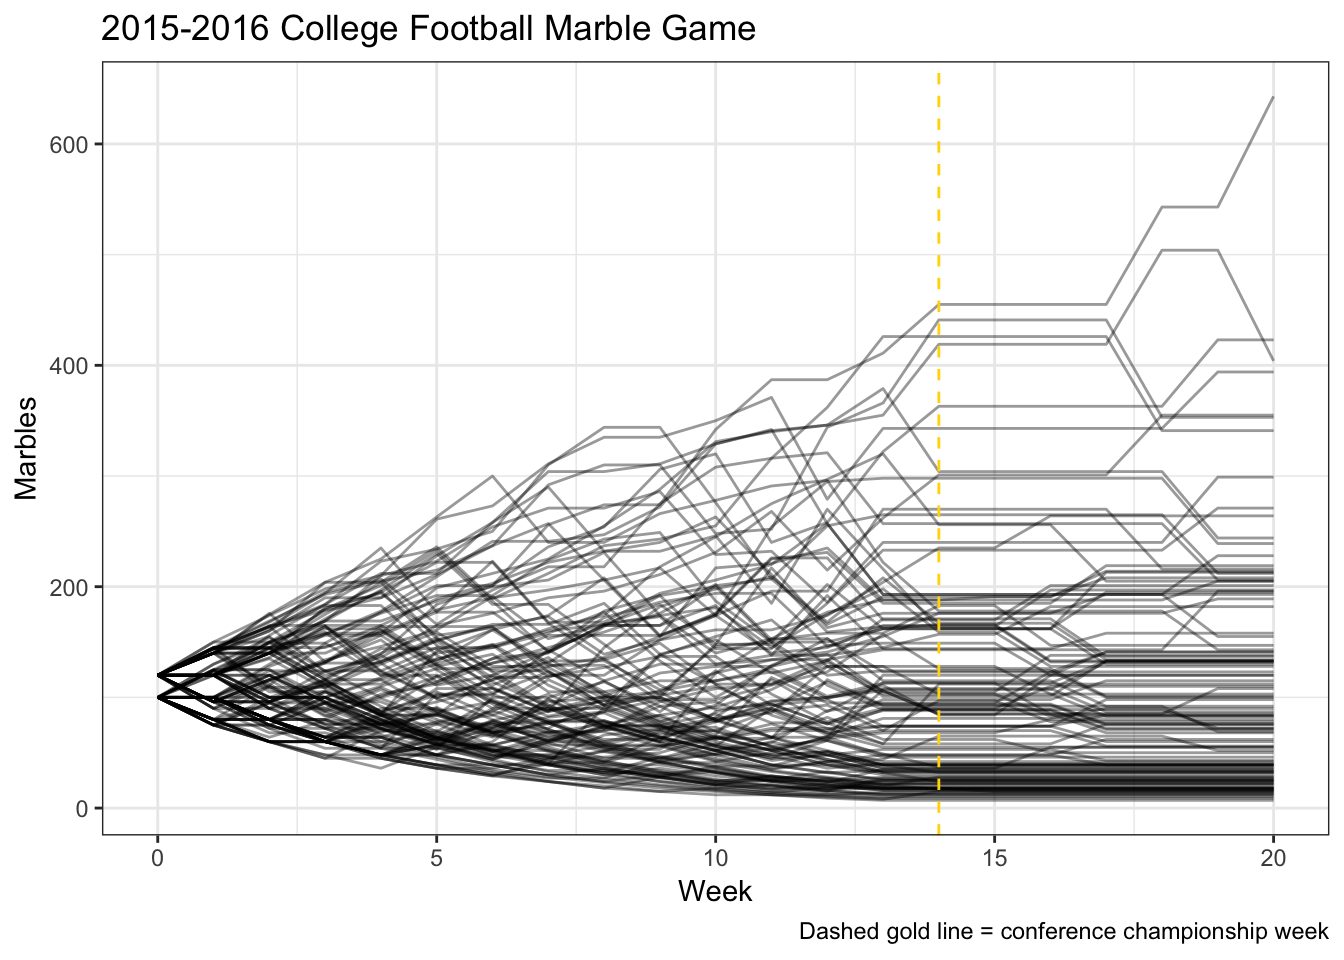 2015-2016 College Football Marble Game
600
400
200
0
Marbles
0 5 10 15 20
Week
Dashed gold line = conference championship week